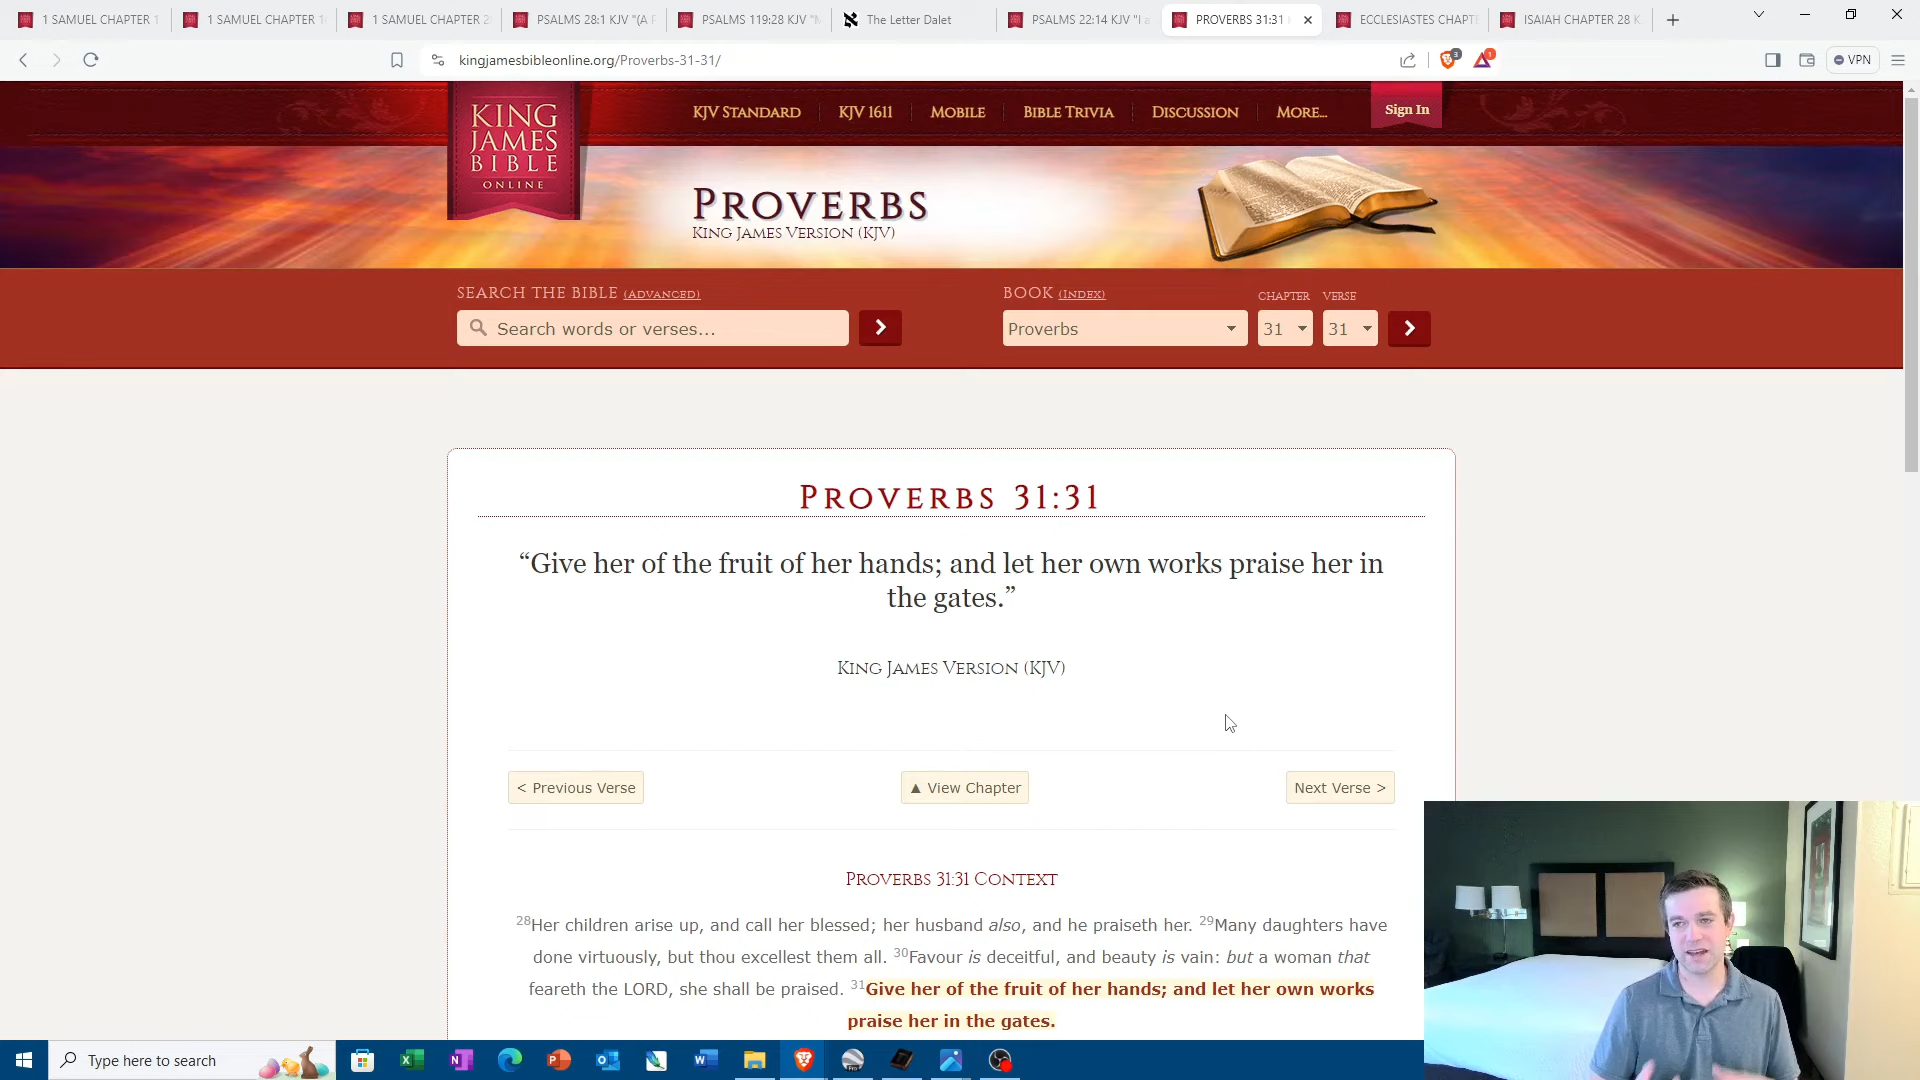 1 SAMUEL CHAPTER 1
1 SAMUEL CHAPTER 1
1 SAMUEL CHAPTER 2
PSALMS 28:1 KJV "(A
PSALMS 119:28 KJV "
The Letter Dalet
PSALMS 22:14 KJV "I
PROVERBS 31:31
ECCLESIASTES CHAPTE
ISAIAH CHAPTER 28 K
kingjamesbibleonline.org/Proverbs-31-31/
3
1
VPN
KING
JAMES
BIBLE
ONLINE
KJV STANDARD
KJV 1611
MOBILE
BIBLE TRIVIA
DISCUSSION
MORE...
Sign In
PROVERBS
KING JAMES VERSION (KJV)
SEARCH THE BIBLE (ADVANCED)
BOOK (INDEX)
CHAPTER
VERSE
Search words or verses...
Proverbs
31
31
PROVERBS 31:31
“Give her of the fruit of her hands; and let her own works praise her in
the gates.”
KING JAMES VERSION (KJV)
< Previous Verse
▲ View Chapter
Next Verse >
PROVERBS 31:31 CONTEXT
28Her children arise up, and call her blessed; her husband also, and he praiseth her. 29Many daughters have
done virtuously, but thou excellest them all. 30Favour is deceitful, and beauty is vain: but a woman that
feareth the LORD, she shall be praised. 31Give her of the fruit of her hands; and let her own works
praise her in the gates.
Type here to search